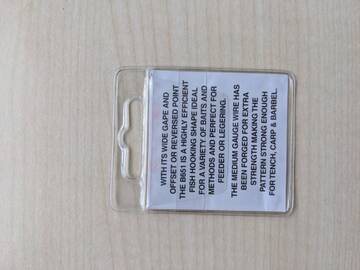 WITH ITS WIDE GAPE AND
OFFSET OR REVERSED POINT
THE B651 IS A HIGHLY EFFICIENT
FISH HOOKING SHAPE IDEAL
FOR A VARIETY OF BAITS AND
METHODS AND PERFECT FOR
FEEDER OR LEGERING.
THE MEDIUM GAUGE WIRE HAS
BEEN FORGED FOR EXTRA
STRENGTH MAKING THE
PATTERN STRONG ENOUGH
FOR TENCH, CARP & BARBEL.